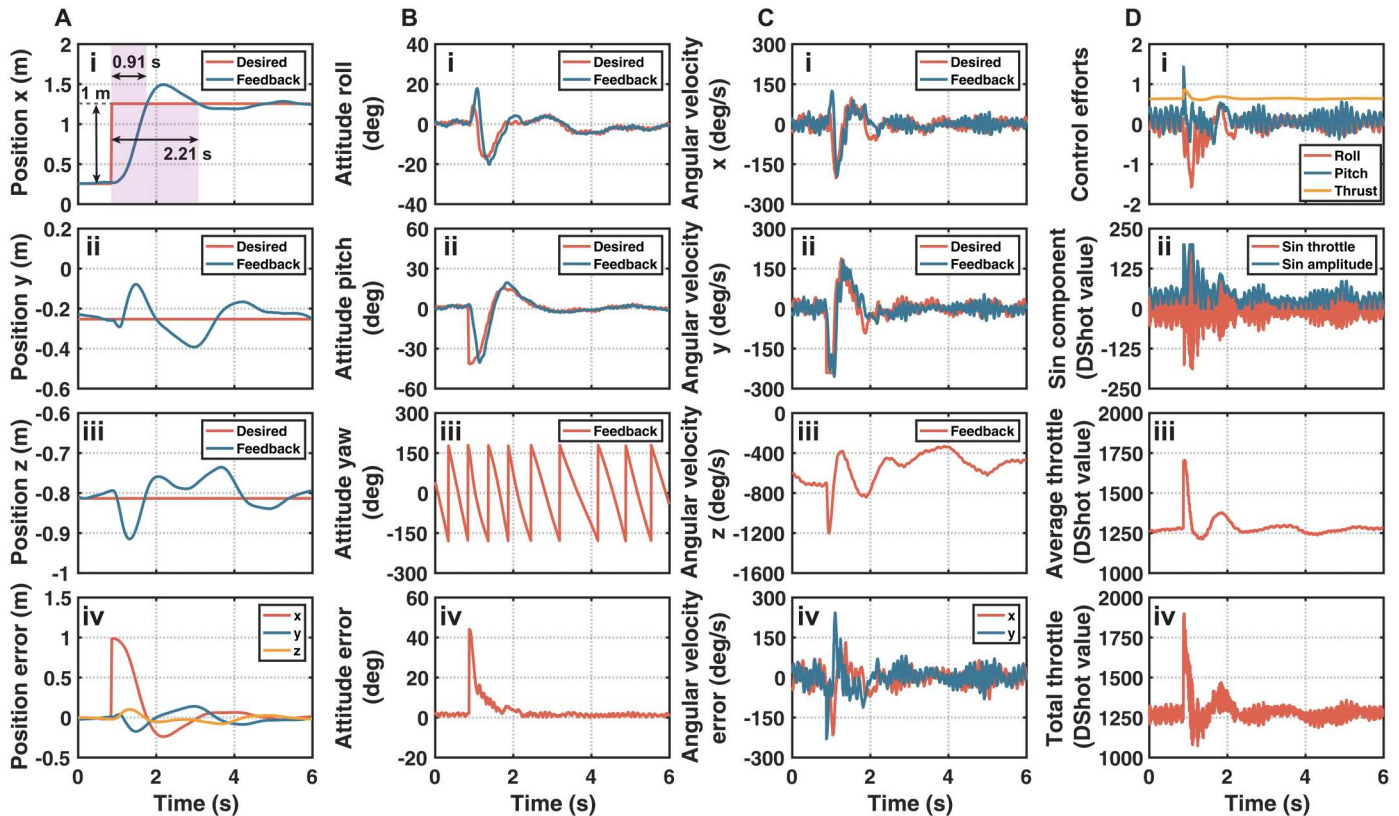 A
B
C
D
Position x (m)
2
1.5
1
0.5
0
i
0.91 s
1 m
2.21 s
Desired
Feedback
Attitude roll
(deg)
40
20
0
-20
-40
i
Desired
Feedback
Angular velocity
x (deg/s)
300
150
0
-150
-300
i
Desired
Feedback
Control efforts
2
1
0
-1
-2
i
Roll
Pitch
Thrust
Position y (m)
0.2
0
-0.2
-0.4
-0.6
ii
Desired
Feedback
Attitude pitch
(deg)
60
30
0
-30
-60
ii
Desired
Feedback
Angular velocity
y (deg/s)
300
150
0
-150
-300
ii
Desired
Feedback
Sin component
(DShot value)
250
125
0
-125
-250
ii
Sin throttle
Sin amplitude
Position z (m)
-0.6
-0.7
-0.8
-0.9
-1
iii
Desired
Feedback
Attitude yaw
(deg)
300
150
0
-150
-300
iii
Feedback
Angular velocity
z (deg/s)
0
-400
-800
-1200
-1600
iii
Feedback
Average throttle
(DShot value)
2000
1750
1500
1250
1000
iii
Position error (m)
1.5
1
0.5
0
-0.5
iv
x
y
z
0
2
4
6
Time (s)
Attitude error
(deg)
60
40
20
0
-20
iv
0
2
4
6
Time (s)
Angular velocity
error (deg/s)
300
150
0
-150
-300
iv
x
y
0
2
4
6
Time (s)
Total throttle
(DShot value)
2000
1750
1500
1250
1000
iv
0
2
4
6
Time (s)